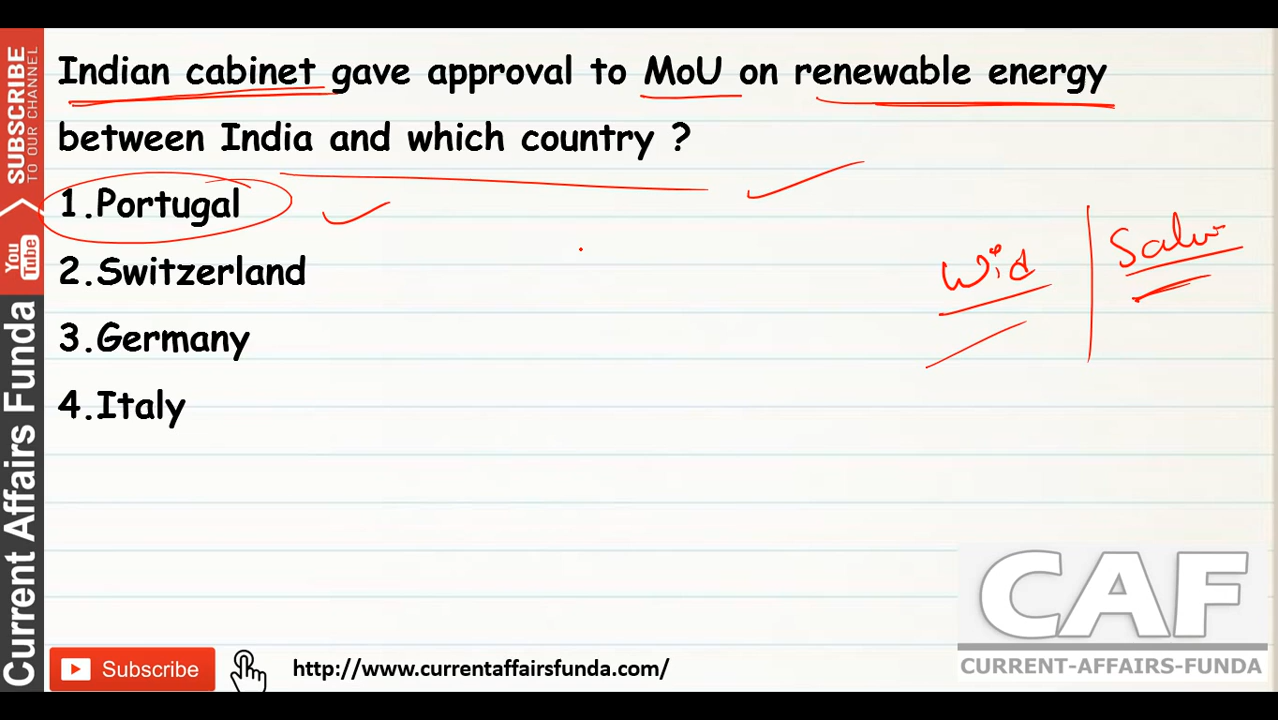 Indian cabinet gave approval to MoU on renewable energy
between India and which country ?
1.Portugal
2.Switzerland
3.Germany
4.Italy
SUBSCRIBE
TO OUR CHANNEL
You
Tube
Current Affairs Funda
Subscribe
http://www.currentaffairsfunda.com/
CAF
CURRENT-AFFAIRS-FUNDA